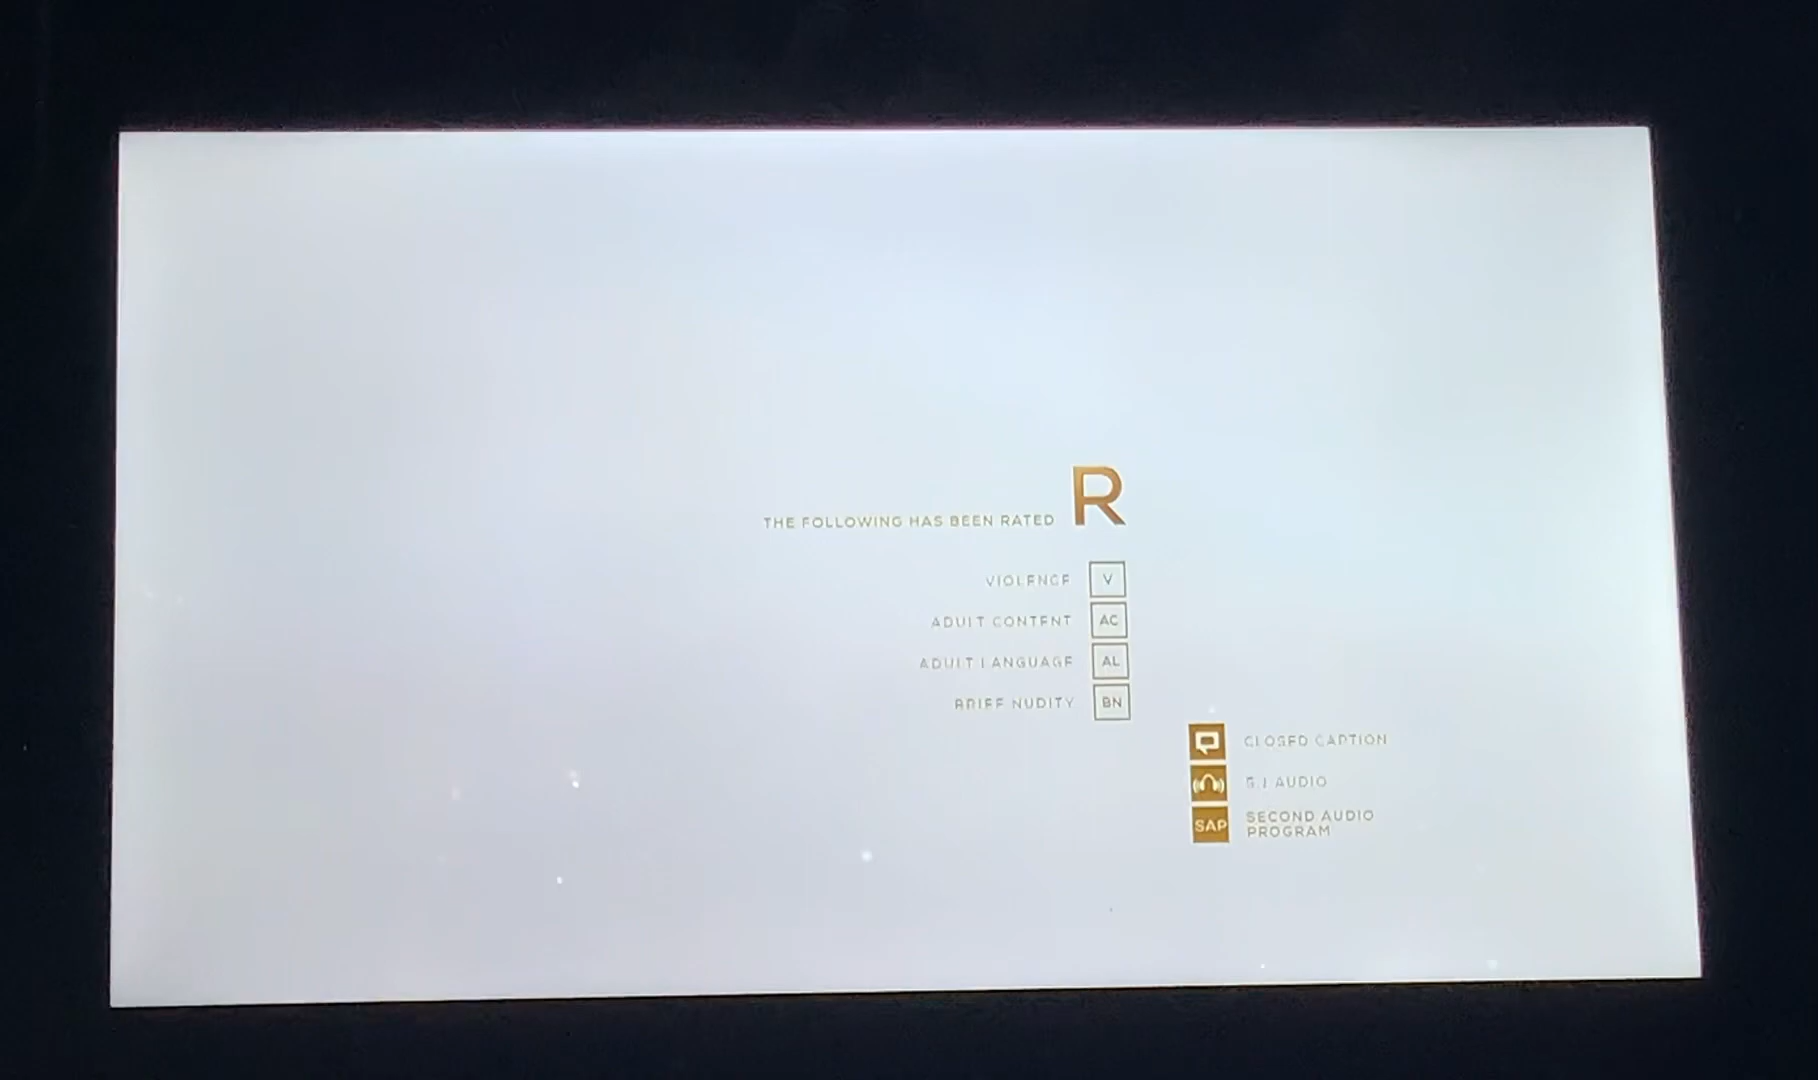 THE FOLLOWING HAS BEEN RATED R
VIOLENCE V
ADULT CONTENT AC
ADULT LANGUAGE AL
BRIEF NUDITY BN
CLOSED CAPTION
5.1 AUDIO
SAP SECOND AUDIO
PROGRAM